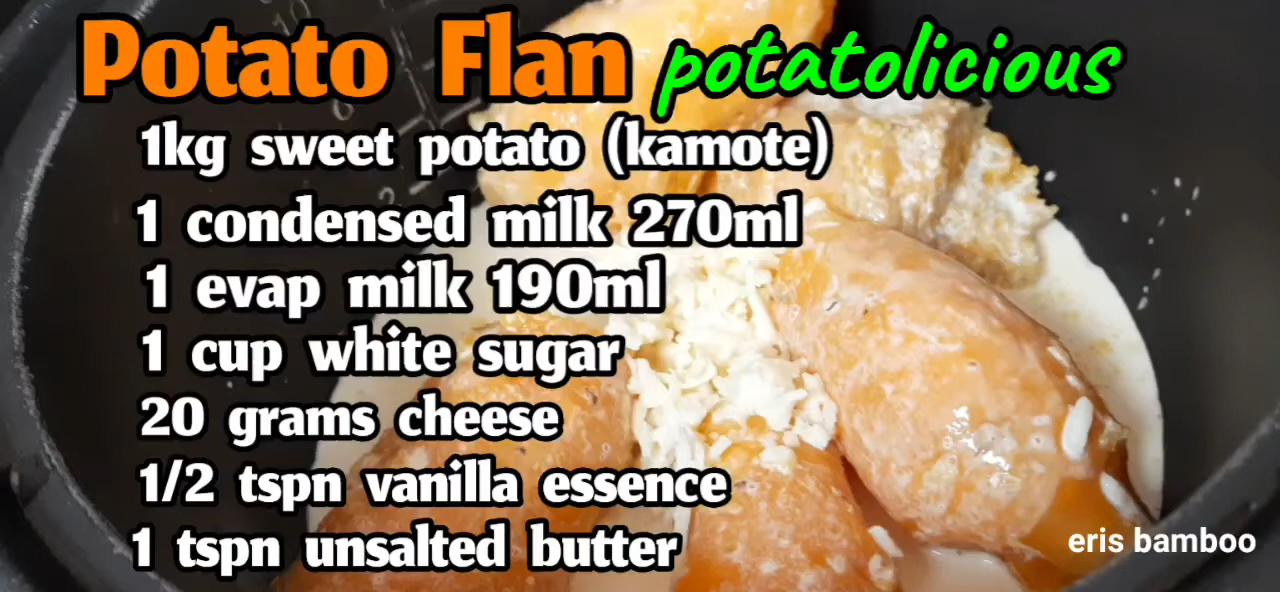 Potato Flan potatolicious
1kg sweet potato (kamote)
1 condensed milk 270ml
1 evap milk 190ml
1 cup white sugar
20 grams cheese
1/2 tspn vanilla essence
1 tspn unsalted butter
eris bamboo